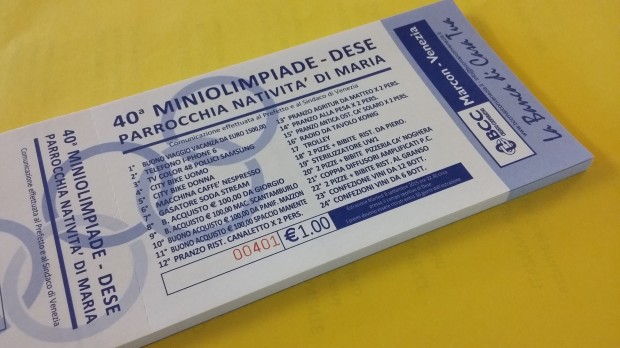 40ª MINIOLIMPIADE - DESE
PARROCCHIA NATIVITA' DI MARIA
Comunicazione effettuata al Prefetto e al Sindaco di Venezia
40ª MINIOLIMPIADE - DESE
PARROCCHIA NATIVITA' DI MARIA
Comunicazione effettuata al Prefetto e al Sindaco di Venezia
1° BUONO VIAGGIO VACANZA DA EURO 1500,00
2° TELEFONO I-PHONE 6
3° TV COLOR 48 POLLICI SAMSUNG
4° CITY BIKE UOMO
5° CITY BIKE DONNA
6° MACCHINA CAFFE' NESPRESSO
7° GASATORE SODA STREAM
8° B. ACQUISTO € 100,00 DA GIORGIO
9° B. ACQUISTO € 100,00 MAC. SCANTAMBURLO
10° BUONO ACQUISTO € 100,00 DA PANIF. MAZZON
11° BUONO ACQUISTO € 100,00 SPACIO MANENTE
12° PRANZO RIST. CANALETTO X 2 PERS.
13° PRANZO AGRITUR DA MATTEO X 2 PERS.
14° PRANZO ALLA PESA X 2 PERS.
15° PRANZO ANTICA OST. CA' SOLARO X 2 PERS.
16° RADIO DA TAVOLO KONIG
17° TROLLEY
18° 2 PIZZE + BIBITE RIST. DA PIERO.
19° STERILIZZATORE UW1
20° 2 PIZZE + BIBITE PIZZERIA CA' NOGHERA
21° COPPIA DIFFUSORI AMPLIFICATI P.C.
22° 2 PIZZE + BIBITE RIST. AL GRANSO
23° CONFEZIONE VINI DA 12 BOTT.
24° CONFEZIONE VINI DA 6 BOTT.
00401
€1.00
BCC
Marcon - Venezia
La Banca di Casa Tua